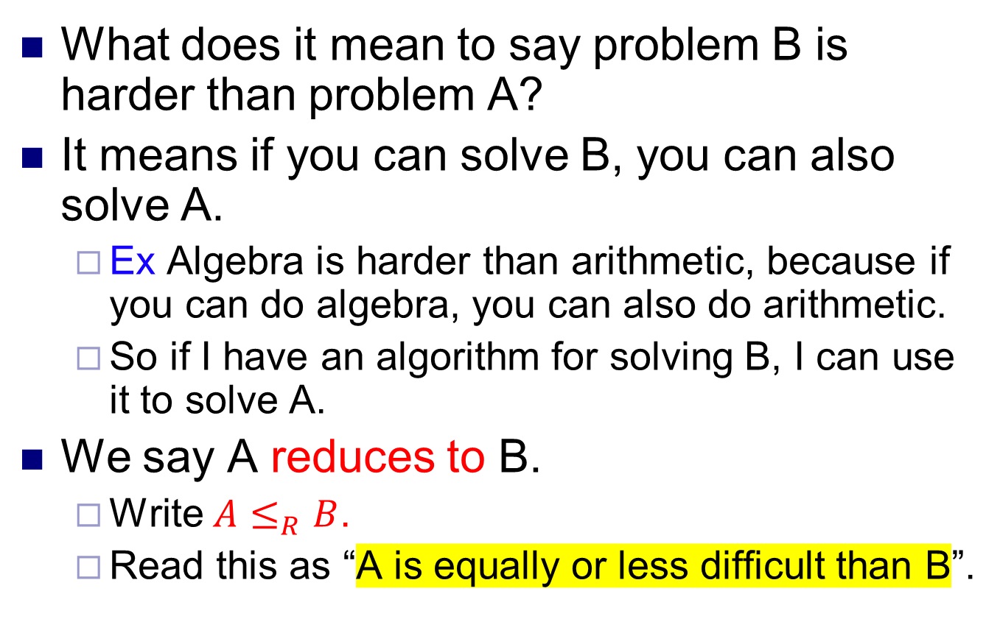 What does it mean to say problem B is
harder than problem A?
It means if you can solve B, you can also
solve A.
Ex Algebra is harder than arithmetic, because if
you can do algebra, you can also do arithmetic.
So if I have an algorithm for solving B, I can use
it to solve A.
We say A reduces to B.
Write A ≤R B.
Read this as “A is equally or less difficult than B”.